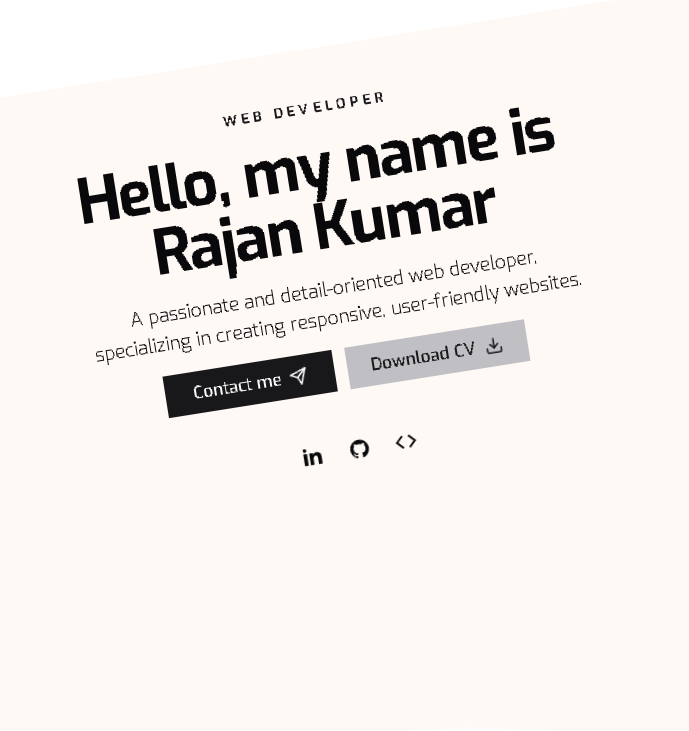 WEB DEVELOPER
Hello, my name is
Rajan Kumar
A passionate and detail-oriented web developer,
specializing in creating responsive, user-friendly websites.
Contact me
Download CV
in